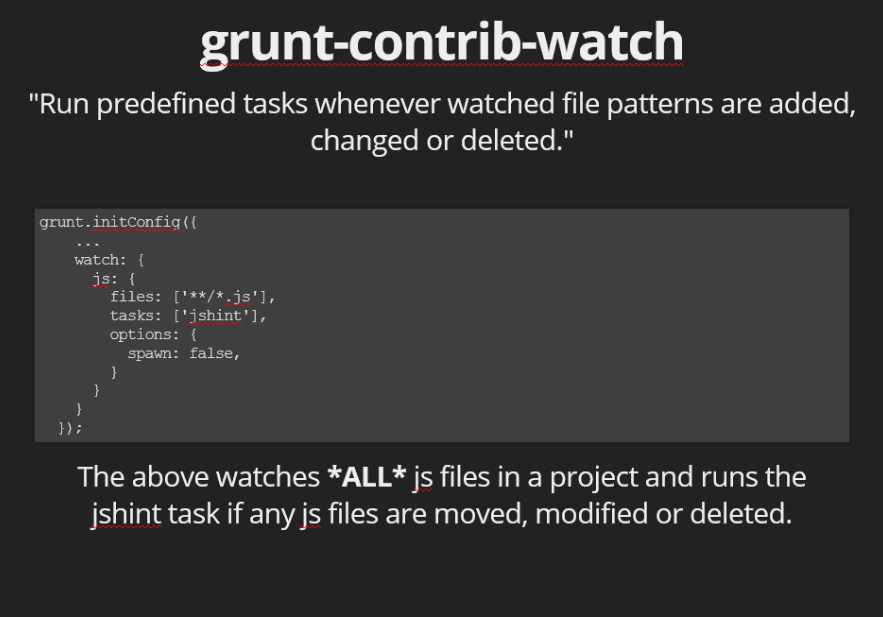 grunt-contrib-watch
"Run predefined tasks whenever watched file patterns are added,
changed or deleted."
grunt.initConfig({
    ...
    watch: {
      js: {
        files: ['**/*.js'],
        tasks: ['jshint'],
        options: {
          spawn: false,
        }
      }
    }
  });
The above watches *ALL* js files in a project and runs the
jshint task if any js files are moved, modified or deleted.